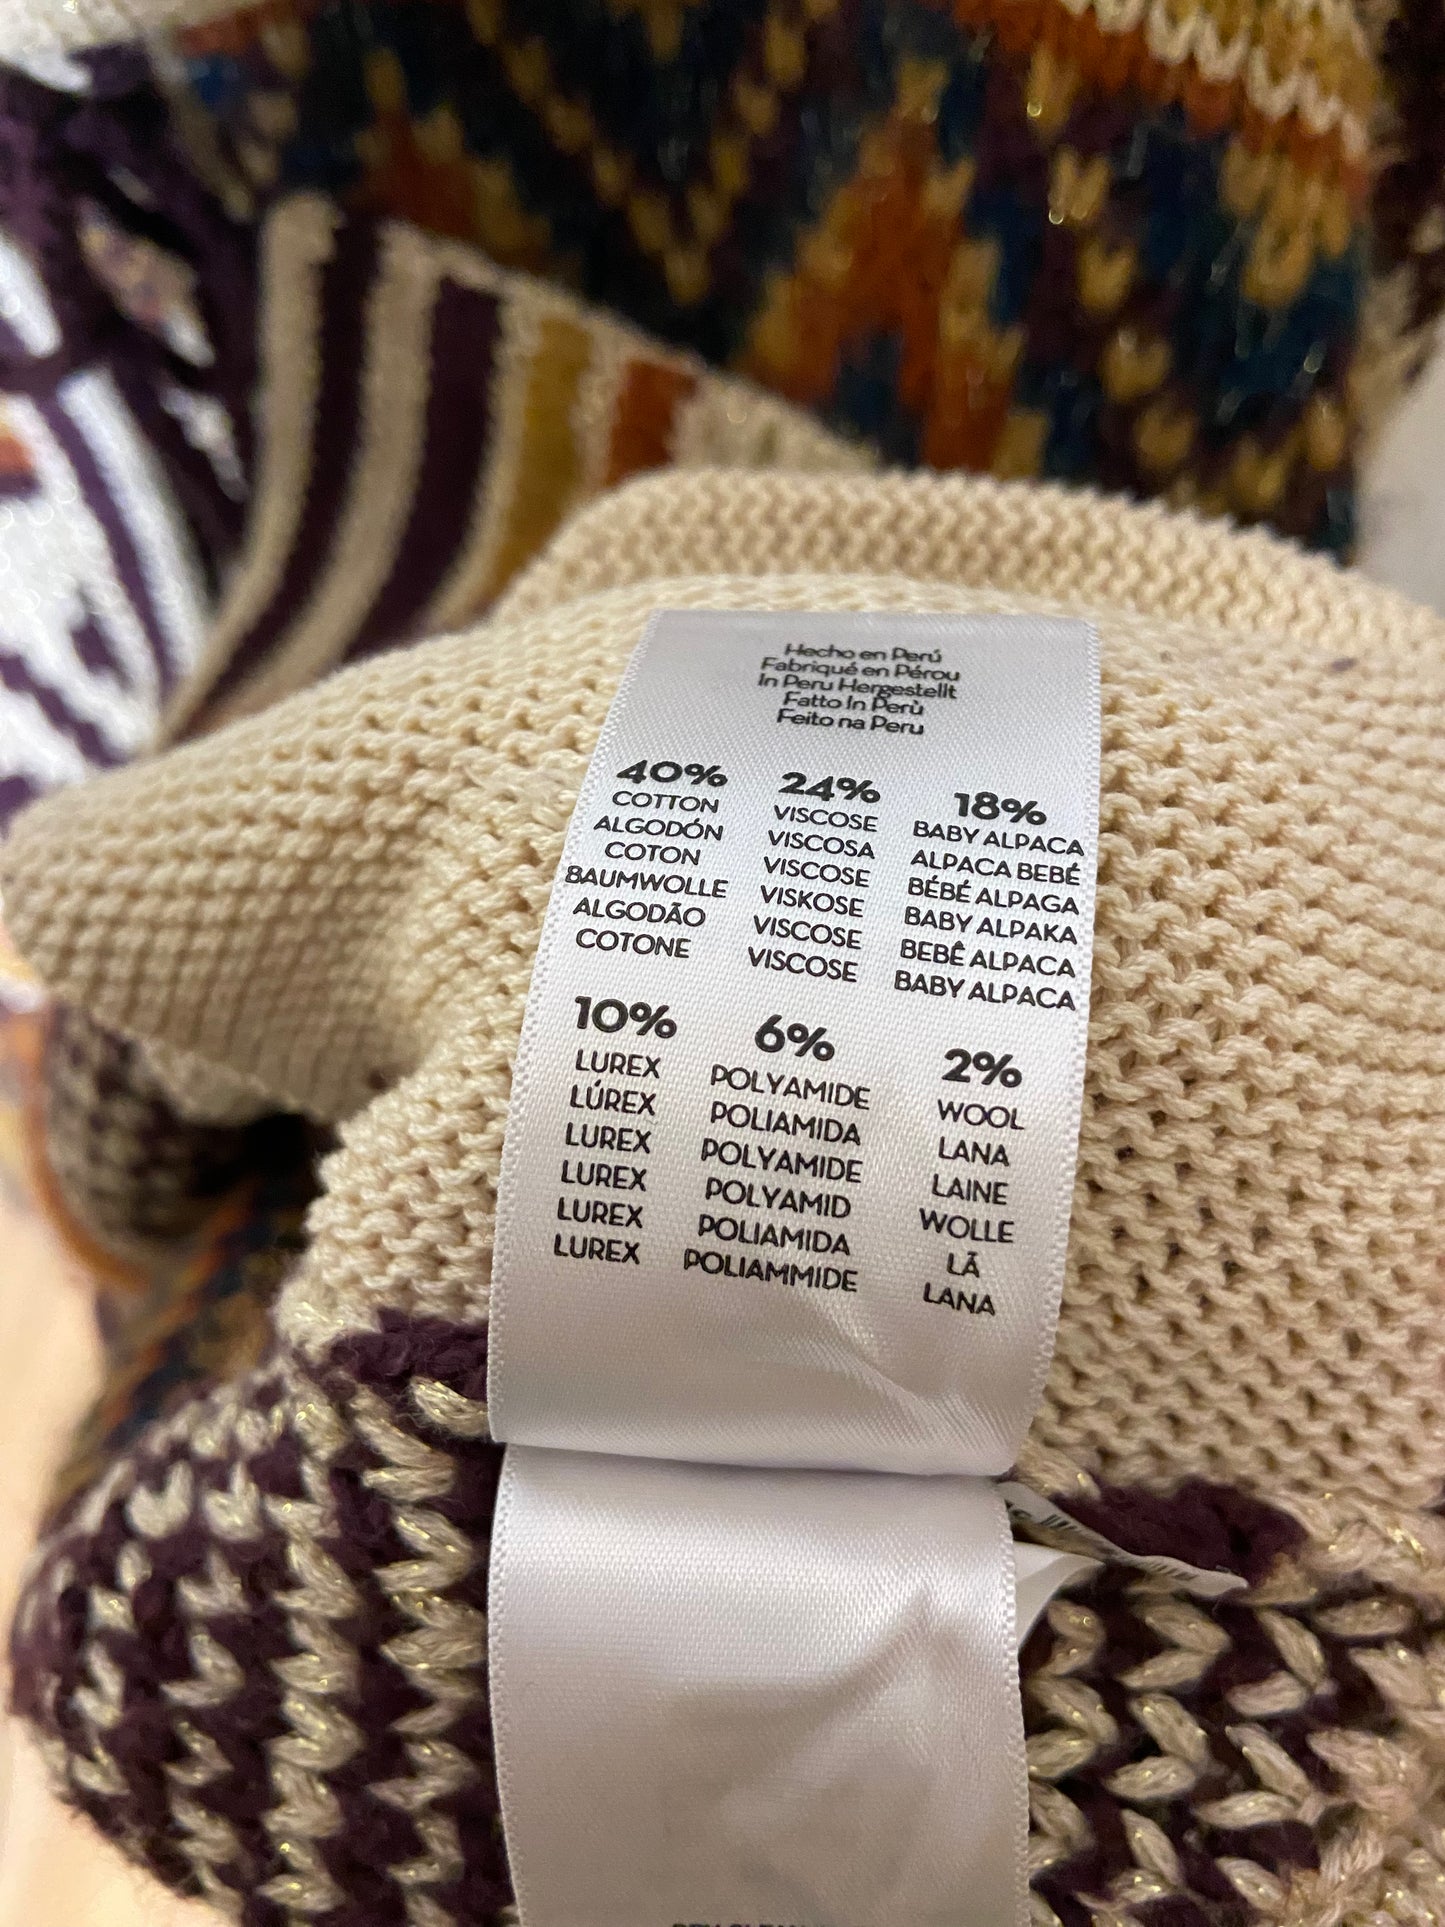 Hecho en Perú
Fabriqué en Pérou
In Peru Hergestellt
Fatto In Perù
Feito na Peru
40%
COTTON
ALGODÓN
COTON
BAUMWOLLE
ALGODÃO
COTONE
24%
VISCOSE
VISCOSA
VISCOSE
VISKOSE
VISCOSE
VISCOSE
18%
BABY ALPACA
ALPACA BEBÉ
BÉBÉ ALPAGA
BABY ALPAKA
BEBÊ ALPACA
BABY ALPACA
10%
LUREX
LÚREX
LUREX
LUREX
LUREX
LUREX
6%
POLYAMIDE
POLIAMIDA
POLYAMIDE
POLYAMID
POLIAMIDA
POLIAMMIDE
2%
WOOL
LANA
LAINE
WOLLE
LÃ
LANA